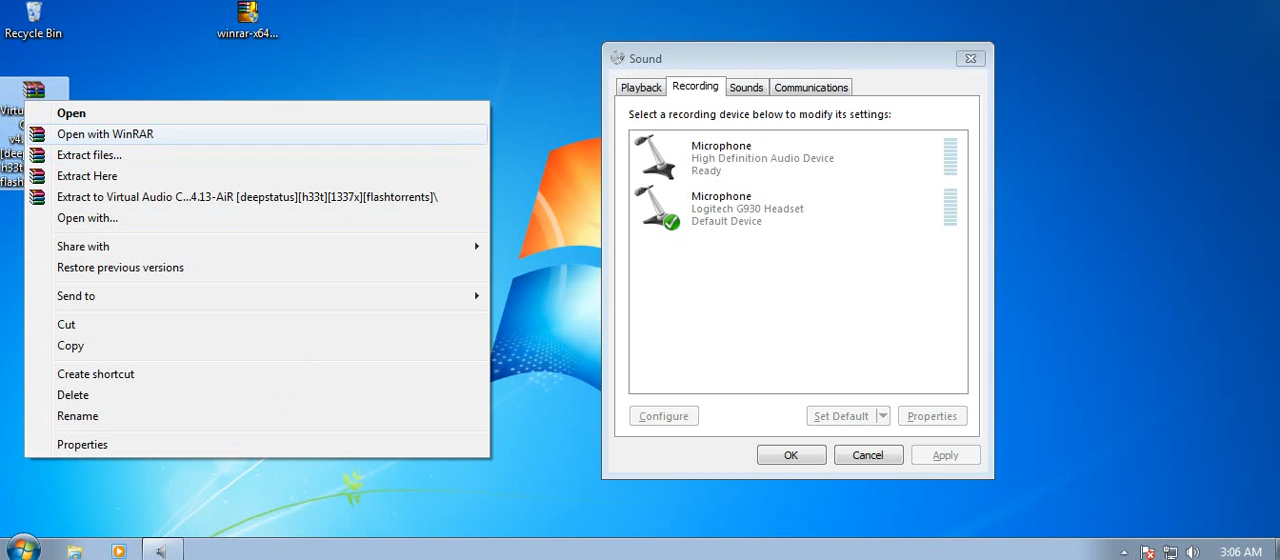 Recycle Bin
winrar-x64...
Open
Open with WinRAR
Extract files...
Extract Here
Extract to Virtual Audio C...4.13-AiR [deepstatus][h33t][1337x][flashtorrents]\
Open with...
Share with
Restore previous versions
Send to
Cut
Copy
Create shortcut
Delete
Rename
Properties
Sound
Playback
Recording
Sounds
Communications
Select a recording device below to modify its settings:
Microphone
High Definition Audio Device
Ready
Microphone
Logitech G930 Headset
Default Device
Configure
Set Default
Properties
OK
Cancel
Apply
3:06 AM